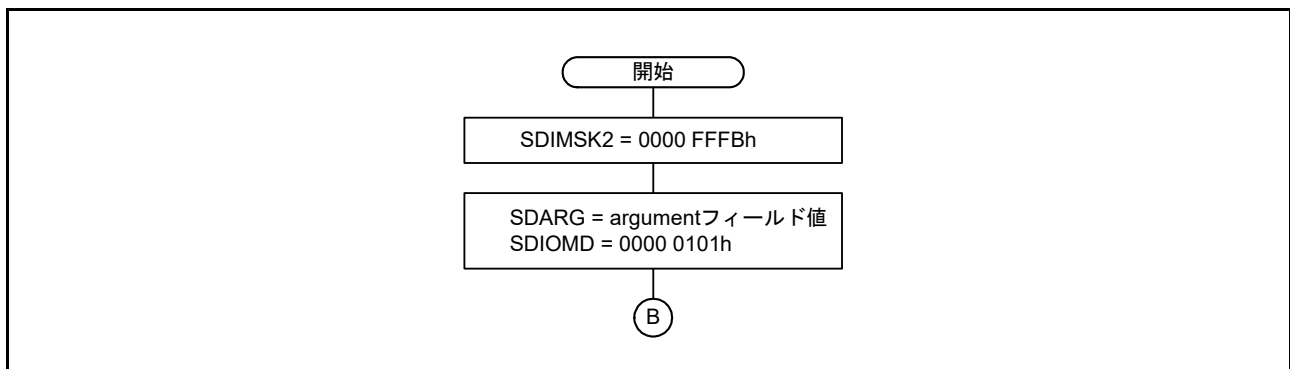 開始
SDIMSK2 = 0000 FFFBh
SDARG = argumentフィールド値
SDIOMD = 0000 0101h
B